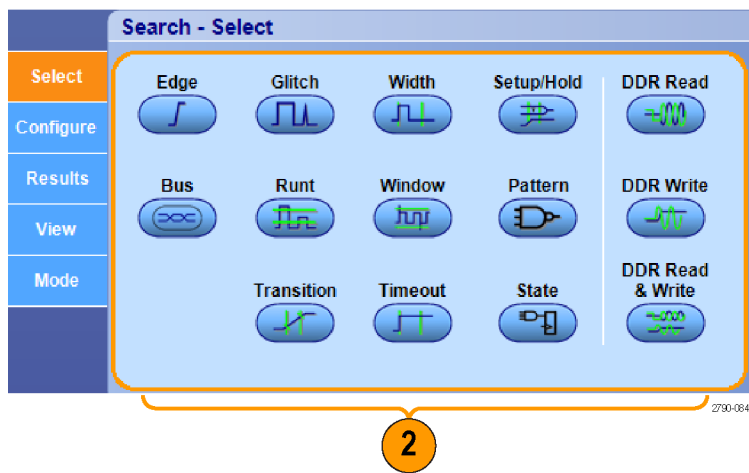 Search - Select
Select
Configure
Results
View
Mode
Edge Glitch Width Setup/Hold DDR Read
Bus Runt Window Pattern DDR Write
Transition Timeout State DDR Read
& Write
2790-084
2